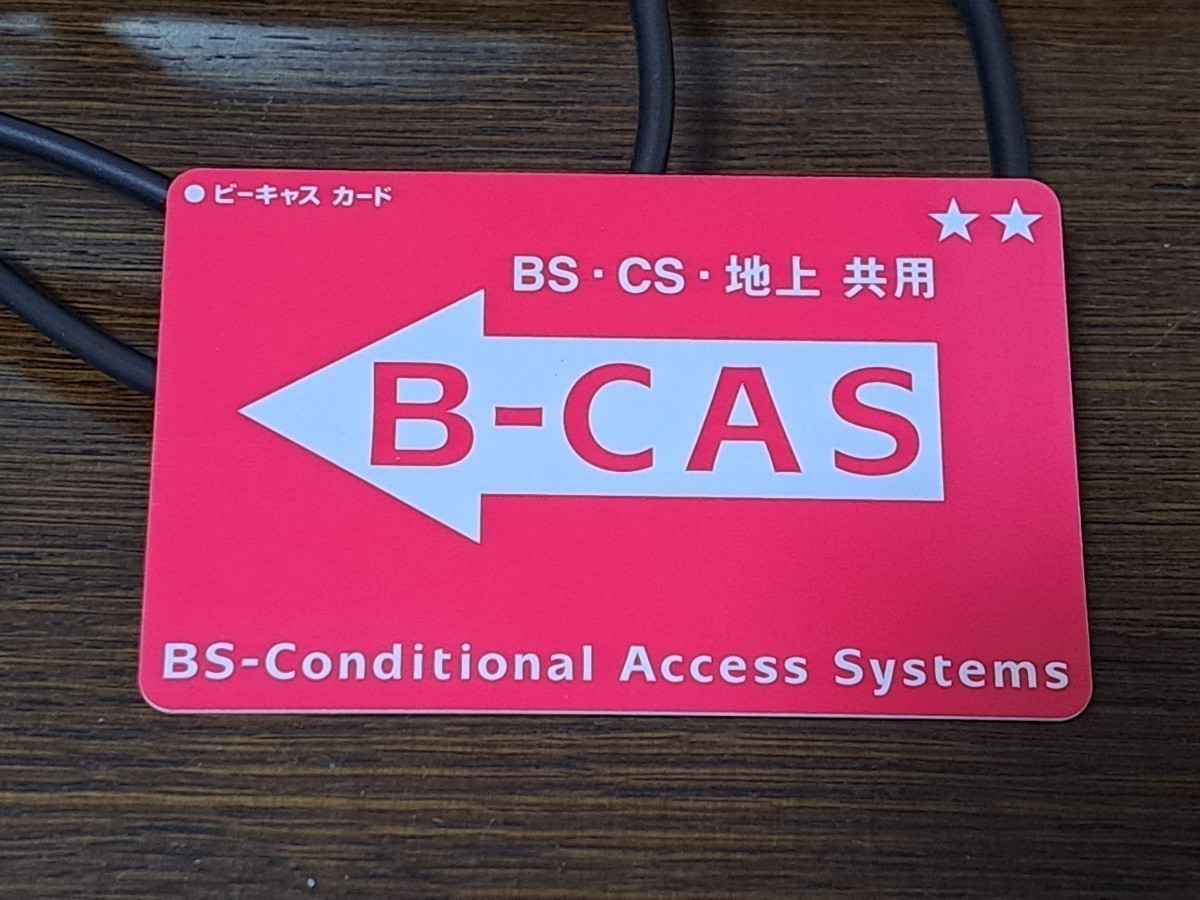 ●ビーキャス カード
★★
BS・CS・地上 共用
B-CAS
BS-Conditional Access Systems